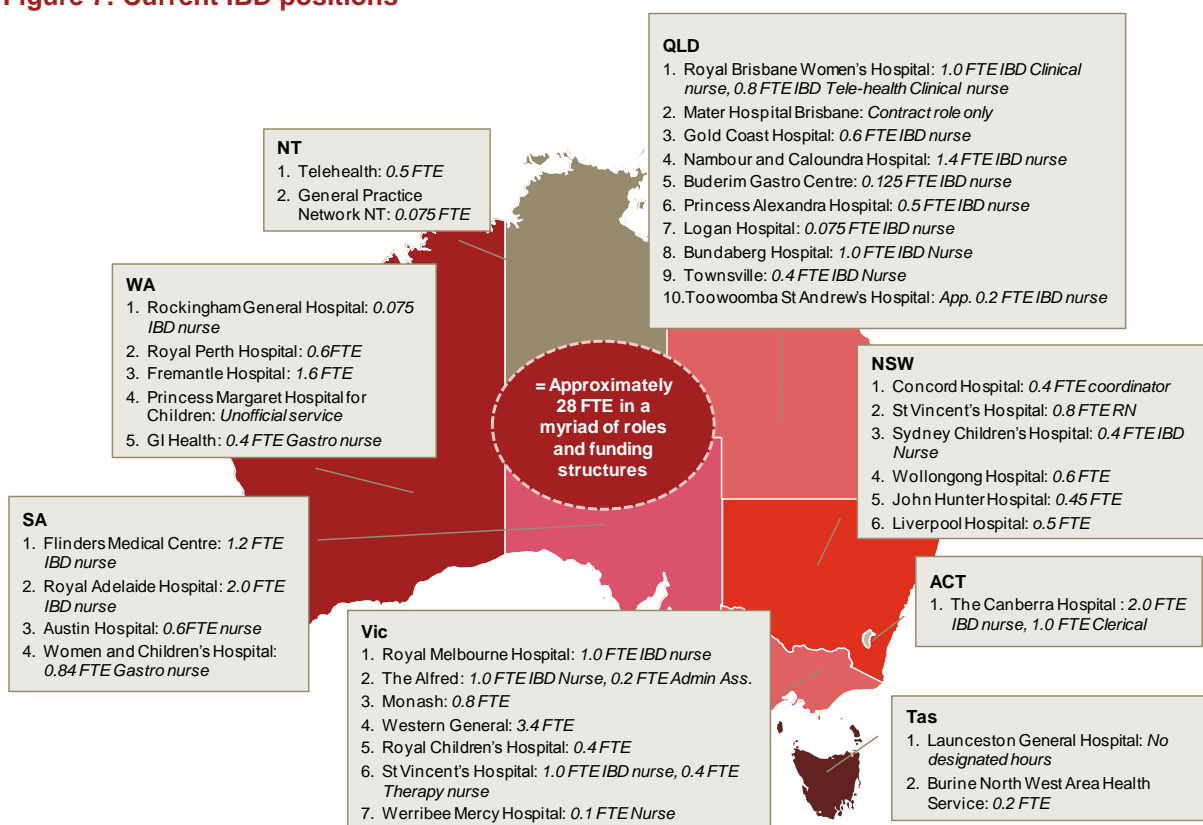 Figure 7: Current IBD positions
QLD
1. Royal Brisbane Women's Hospital: 1.0 FTE IBD Clinical
nurse, 0.8 FTE IBD Tele-health Clinical nurse
2. Mater Hospital Brisbane: Contract role only
3. Gold Coast Hospital: 0.6 FTE IBD nurse
4. Nambour and Caloundra Hospital: 1.4 FTE IBD nurse
5. Buderim Gastro Centre: 0.125 FTE IBD nurse
6. Princess Alexandra Hospital: 0.5 FTE IBD nurse
7. Logan Hospital: 0.075 FTE IBD nurse
8. Bundaberg Hospital: 1.0 FTE IBD Nurse
9. Townsville: 0.4 FTE IBD Nurse
10.Toowoomba St Andrew's Hospital: App. 0.2 FTE IBD nurse
NT
1. Telehealth: 0.5 FTE
2. General Practice
Network NT: 0.075 FTE
WA
1. Rockingham General Hospital: 0.075
IBD nurse
2. Royal Perth Hospital: 0.6FTE
3. Fremantle Hospital: 1.6 FTE
4. Princess Margaret Hospital for
Children: Unofficial service
5. GI Health: 0.4 FTE Gastro nurse
= Approximately
28 FTE in a
myriad of roles
and funding
structures
NSW
1. Concord Hospital: 0.4 FTE coordinator
2. St Vincent's Hospital: 0.8 FTE RN
3. Sydney Children's Hospital: 0.4 FTE IBD
Nurse
4. Wollongong Hospital: 0.6 FTE
5. John Hunter Hospital: 0.45 FTE
6. Liverpool Hospital: o.5 FTE
SA
1. Flinders Medical Centre: 1.2 FTE
IBD nurse
2. Royal Adelaide Hospital: 2.0 FTE
IBD nurse
3. Austin Hospital: 0.6FTE nurse
4. Women and Children's Hospital:
0.84 FTE Gastro nurse
ACT
1. The Canberra Hospital : 2.0 FTE
IBD nurse, 1.0 FTE Clerical
Vic
1. Royal Melbourne Hospital: 1.0 FTE IBD nurse
2. The Alfred: 1.0 FTE IBD Nurse, 0.2 FTE Admin Ass.
3. Monash: 0.8 FTE
4. Western General: 3.4 FTE
5. Royal Children's Hospital: 0.4 FTE
6. St Vincent's Hospital: 1.0 FTE IBD nurse, 0.4 FTE
Therapy nurse
7. Werribee Mercy Hospital: 0.1 FTE Nurse
Tas
1. Launceston General Hospital: No
designated hours
2. Burine North West Area Health
Service: 0.2 FTE